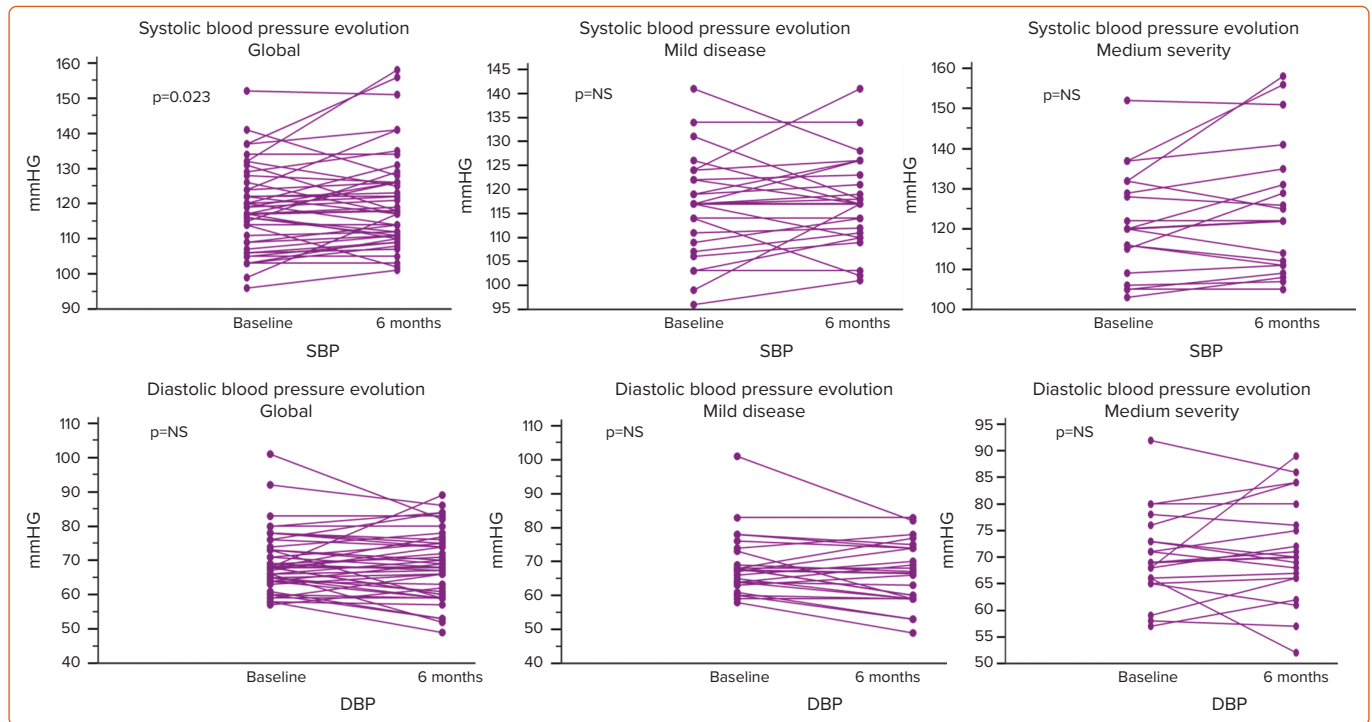 Systolic blood pressure evolution
Global
160
150
140
130
120
110
100
90
mmHG
p=0.023
Baseline
6 months
SBP
Systolic blood pressure evolution
Mild disease
145
140
135
130
125
120
115
110
105
100
95
mmHG
p=NS
Baseline
6 months
SBP
Systolic blood pressure evolution
Medium severity
160
150
140
130
120
110
100
mmHG
p=NS
Baseline
6 months
SBP
Diastolic blood pressure evolution
Global
110
100
90
80
70
60
50
40
mmHG
p=NS
Baseline
6 months
DBP
Diastolic blood pressure evolution
Mild disease
110
100
90
80
70
60
50
40
mmHG
p=NS
Baseline
6 months
DBP
Diastolic blood pressure evolution
Medium severity
95
90
85
80
75
70
65
60
55
50
mmHG
p=NS
Baseline
6 months
DBP